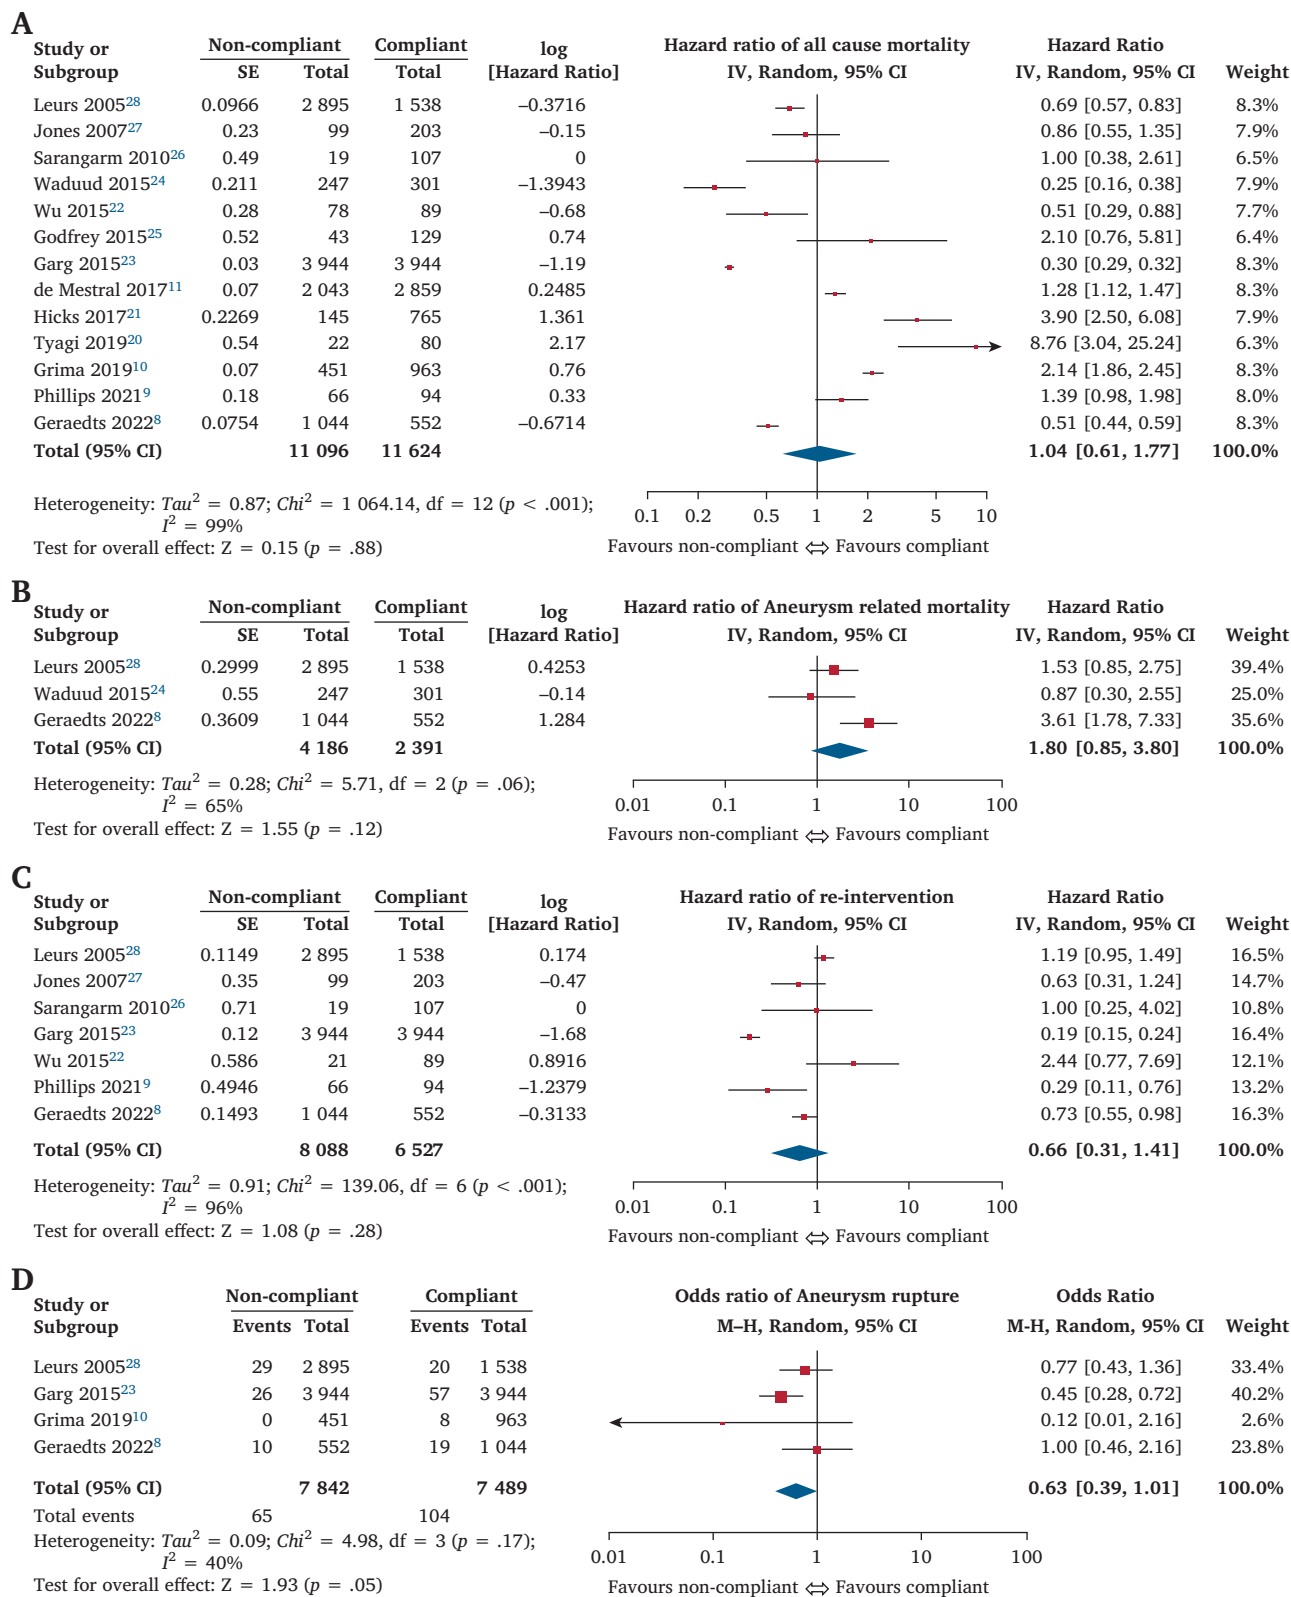 A
Study or Subgroup | Non-compliant SE | Non-compliant Total | Compliant Total | log [Hazard Ratio] | Hazard ratio of all cause mortality IV, Random, 95% CI | Hazard Ratio IV, Random, 95% CI | Weight
Leurs 2005²⁸ 0.0966 2 895 1 538 –0.3716 0.69 [0.57, 0.83] 8.3%
Jones 2007²⁷ 0.23 99 203 –0.15 0.86 [0.55, 1.35] 7.9%
Sarangarm 2010²⁶ 0.49 19 107 0 1.00 [0.38, 2.61] 6.5%
Waduud 2015²⁴ 0.211 247 301 –1.3943 0.25 [0.16, 0.38] 7.9%
Wu 2015²² 0.28 78 89 –0.68 0.51 [0.29, 0.88] 7.7%
Godfrey 2015²⁵ 0.52 43 129 0.74 2.10 [0.76, 5.81] 6.4%
Garg 2015²³ 0.03 3 944 3 944 –1.19 0.30 [0.29, 0.32] 8.3%
de Mestral 2017¹¹ 0.07 2 043 2 859 0.2485 1.28 [1.12, 1.47] 8.3%
Hicks 2017²¹ 0.2269 145 765 1.361 3.90 [2.50, 6.08] 7.9%
Tyagi 2019²⁰ 0.54 22 80 2.17 8.76 [3.04, 25.24] 6.3%
Grima 2019¹⁰ 0.07 451 963 0.76 2.14 [1.86, 2.45] 8.3%
Phillips 2021⁹ 0.18 66 94 0.33 1.39 [0.98, 1.98] 8.0%
Geraedts 2022⁸ 0.0754 1 044 552 –0.6714 0.51 [0.44, 0.59] 8.3%
Total (95% CI) 11 096 11 624 1.04 [0.61, 1.77] 100.0%
Heterogeneity: Tau² = 0.87; Chi² = 1 064.14, df = 12 (p < .001);
I² = 99%
Test for overall effect: Z = 0.15 (p = .88)
0.1 0.2 0.5 1 2 5 10
Favours non-compliant ⇔ Favours compliant
B
Study or Subgroup | Non-compliant SE | Non-compliant Total | Compliant Total | log [Hazard Ratio] | Hazard ratio of Aneurysm related mortality IV, Random, 95% CI | Hazard Ratio IV, Random, 95% CI | Weight
Leurs 2005²⁸ 0.2999 2 895 1 538 0.4253 1.53 [0.85, 2.75] 39.4%
Waduud 2015²⁴ 0.55 247 301 –0.14 0.87 [0.30, 2.55] 25.0%
Geraedts 2022⁸ 0.3609 1 044 552 1.284 3.61 [1.78, 7.33] 35.6%
Total (95% CI) 4 186 2 391 1.80 [0.85, 3.80] 100.0%
Heterogeneity: Tau² = 0.28; Chi² = 5.71, df = 2 (p = .06);
I² = 65%
Test for overall effect: Z = 1.55 (p = .12)
0.01 0.1 1 10 100
Favours non-compliant ⇔ Favours compliant
C
Study or Subgroup | Non-compliant SE | Non-compliant Total | Compliant Total | log [Hazard Ratio] | Hazard ratio of re-intervention IV, Random, 95% CI | Hazard Ratio IV, Random, 95% CI | Weight
Leurs 2005²⁸ 0.1149 2 895 1 538 0.174 1.19 [0.95, 1.49] 16.5%
Jones 2007²⁷ 0.35 99 203 –0.47 0.63 [0.31, 1.24] 14.7%
Sarangarm 2010²⁶ 0.71 19 107 0 1.00 [0.25, 4.02] 10.8%
Garg 2015²³ 0.12 3 944 3 944 –1.68 0.19 [0.15, 0.24] 16.4%
Wu 2015²² 0.586 21 89 0.8916 2.44 [0.77, 7.69] 12.1%
Phillips 2021⁹ 0.4946 66 94 –1.2379 0.29 [0.11, 0.76] 13.2%
Geraedts 2022⁸ 0.1493 1 044 552 –0.3133 0.73 [0.55, 0.98] 16.3%
Total (95% CI) 8 088 6 527 0.66 [0.31, 1.41] 100.0%
Heterogeneity: Tau² = 0.91; Chi² = 139.06, df = 6 (p < .001);
I² = 96%
Test for overall effect: Z = 1.08 (p = .28)
0.01 0.1 1 10 100
Favours non-compliant ⇔ Favours compliant
D
Study or Subgroup | Non-compliant Events | Non-compliant Total | Compliant Events | Compliant Total | Odds ratio of Aneurysm rupture M–H, Random, 95% CI | Odds Ratio M-H, Random, 95% CI | Weight
Leurs 2005²⁸ 29 2 895 20 1 538 0.77 [0.43, 1.36] 33.4%
Garg 2015²³ 26 3 944 57 3 944 0.45 [0.28, 0.72] 40.2%
Grima 2019¹⁰ 0 451 8 963 0.12 [0.01, 2.16] 2.6%
Geraedts 2022⁸ 10 552 19 1 044 1.00 [0.46, 2.16] 23.8%
Total (95% CI) 7 842 7 489 0.63 [0.39, 1.01] 100.0%
Total events 65 104
Heterogeneity: Tau² = 0.09; Chi² = 4.98, df = 3 (p = .17);
I² = 40%
Test for overall effect: Z = 1.93 (p = .05)
0.01 0.1 1 10 100
Favours non-compliant ⇔ Favours compliant